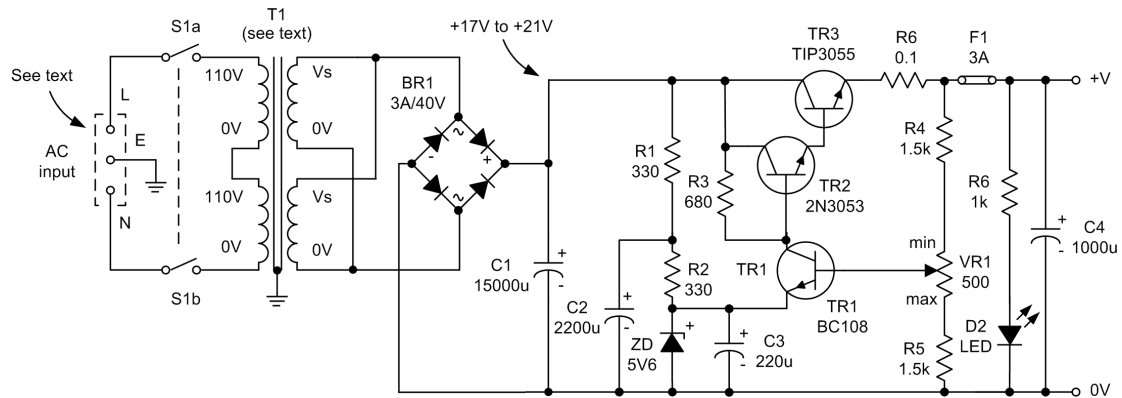 S1a
T1
(see text)
+17V to +21V
TR3
TIP3055
R6
0.1
F1
3A
See text
110V
Vs
BR1
3A/40V
+V
L
E
AC
input
N
0V
0V
~
-
+
~
R1
330
R3
680
TR2
2N3053
R4
1.5k
R6
1k
110V
Vs
0V
0V
S1b
C1
15000u
+
-
C2
2200u
+
-
R2
330
ZD
5V6
+
C3
220u
+
-
TR1
TR1
BC108
min
VR1
500
max
R5
1.5k
D2
LED
C4
1000u
+
-
0V